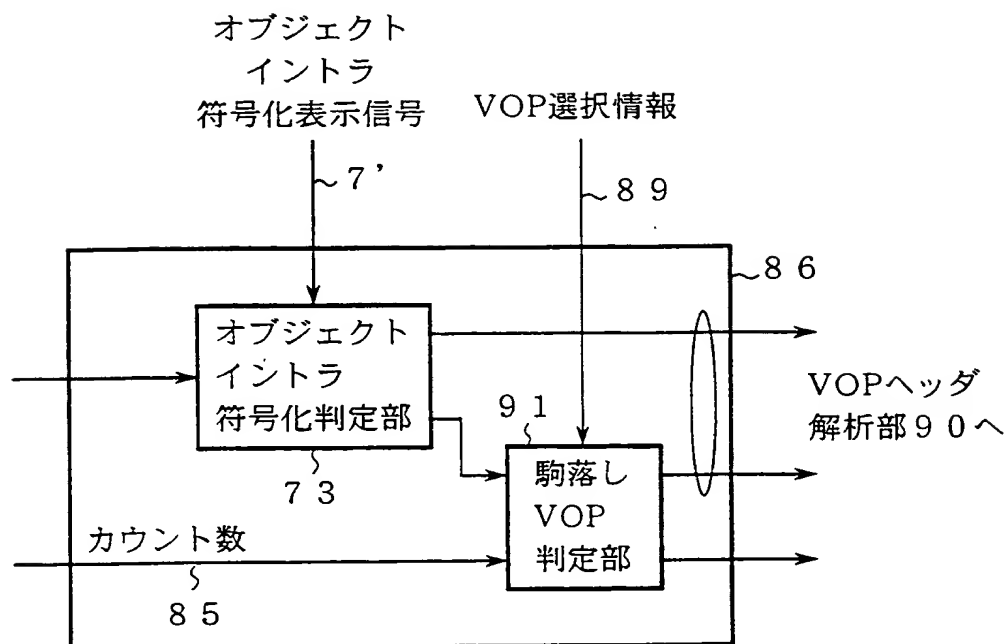 オブジェクト
イントラ
符号化表示信号
VOP選択情報
7’
89
86
オブジェクト
イントラ
符号化判定部
73
91
駒落し
VOP
判定部
VOPヘッダ
解析部90へ
カウント数
85